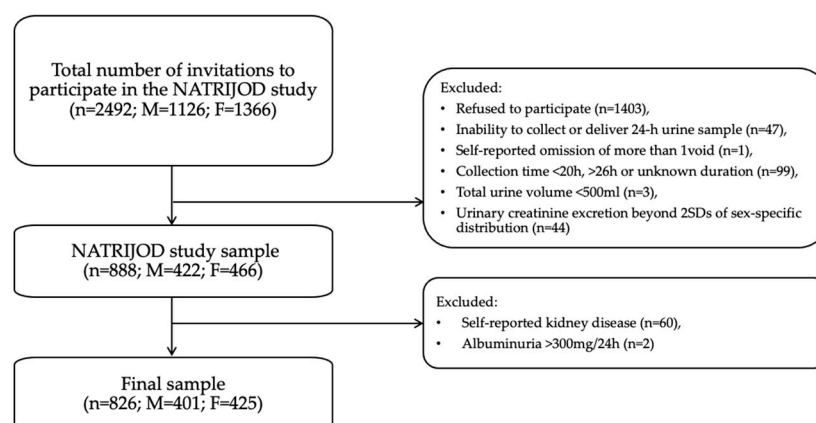 Total number of invitations to
participate in the NATRIJOD study
(n=2492; M=1126; F=1366)
Excluded:
• Refused to participate (n=1403),
• Inability to collect or deliver 24-h urine sample (n=47),
• Self-reported omission of more than 1void (n=1),
• Collection time <20h, >26h or unknown duration (n=99),
• Total urine volume <500ml (n=3),
• Urinary creatinine excretion beyond 2SDs of sex-specific
distribution (n=44)
NATRIJOD study sample
(n=888; M=422; F=466)
Excluded:
• Self-reported kidney disease (n=60),
• Albuminuria >300mg/24h (n=2)
Final sample
(n=826; M=401; F=425)